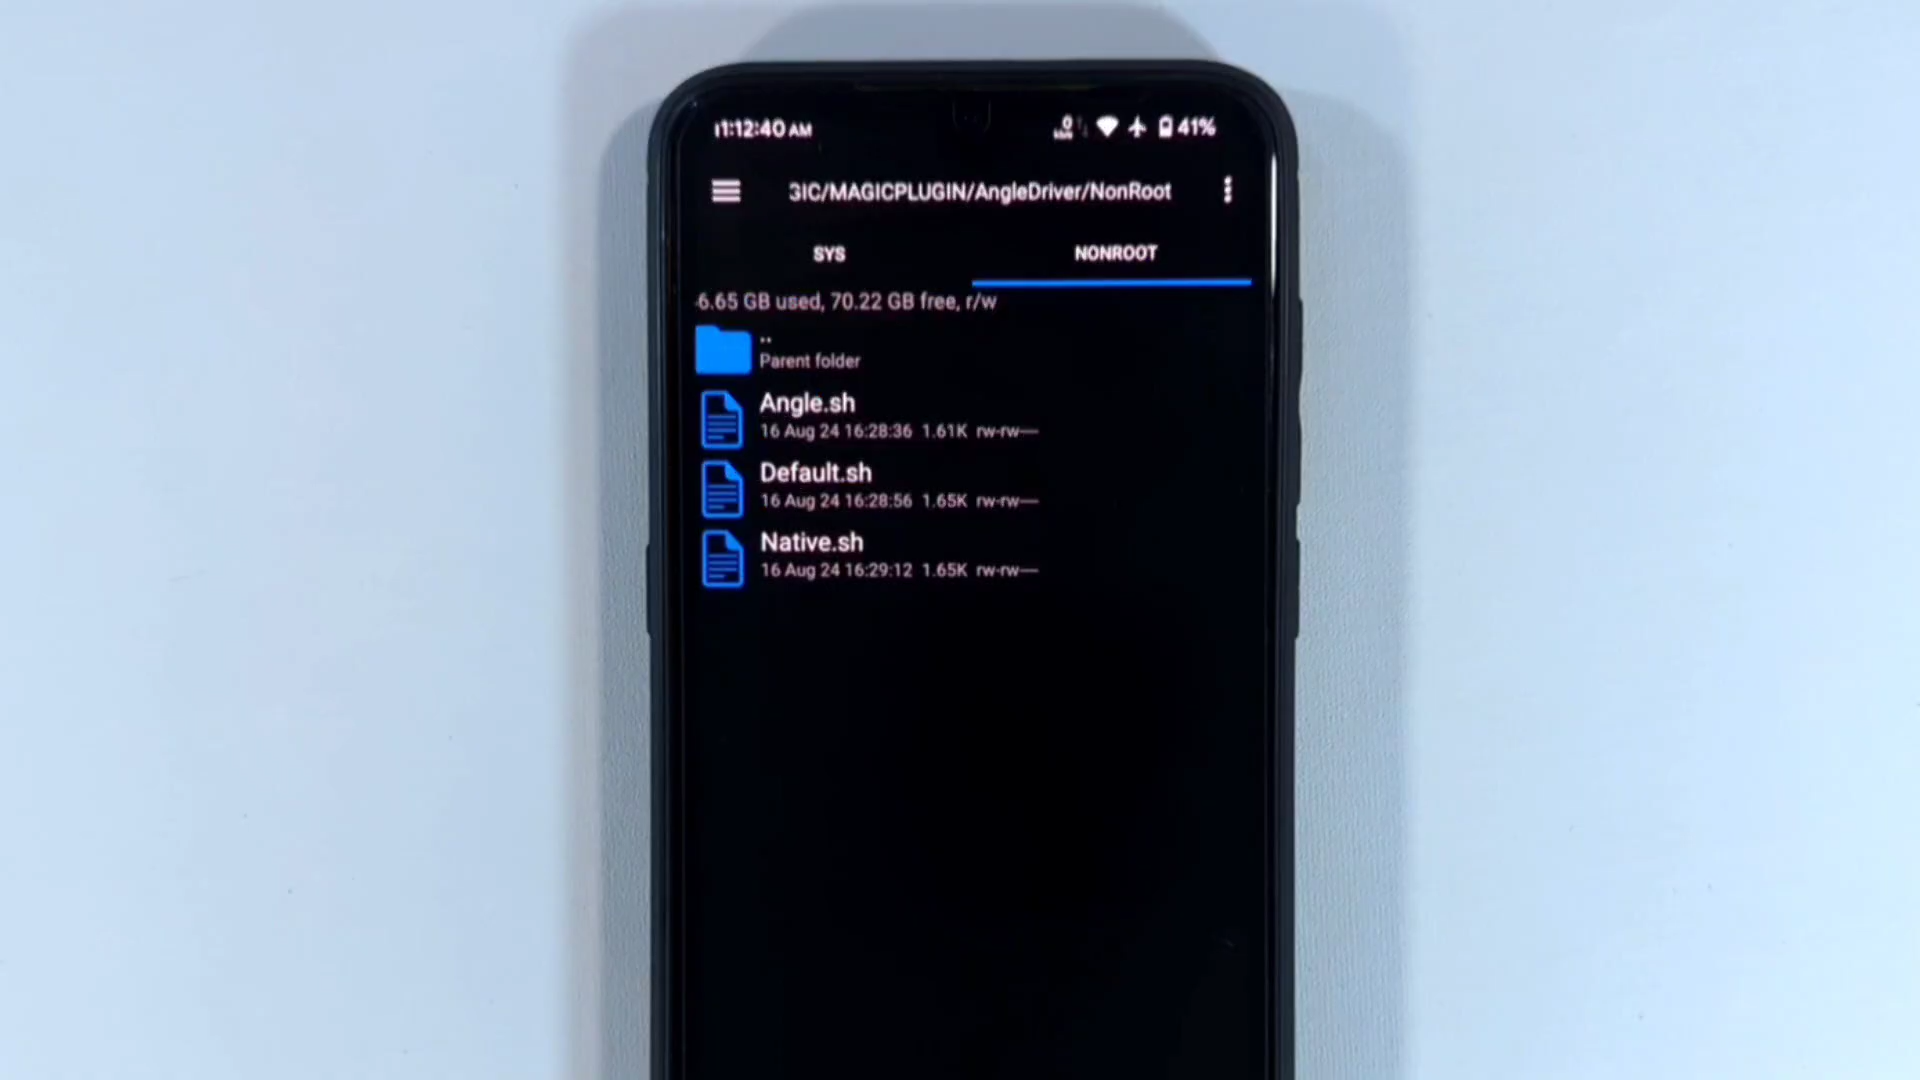 11:12:40 AM 41%
3IC/MAGICPLUGIN/AngleDriver/NonRoot
SYS NONROOT
6.65 GB used, 70.22 GB free, r/w
..
Parent folder
Angle.sh
16 Aug 24 16:28:36 1.61K rw-rw----
Default.sh
16 Aug 24 16:28:56 1.65K rw-rw----
Native.sh
16 Aug 24 16:29:12 1.65K rw-rw----